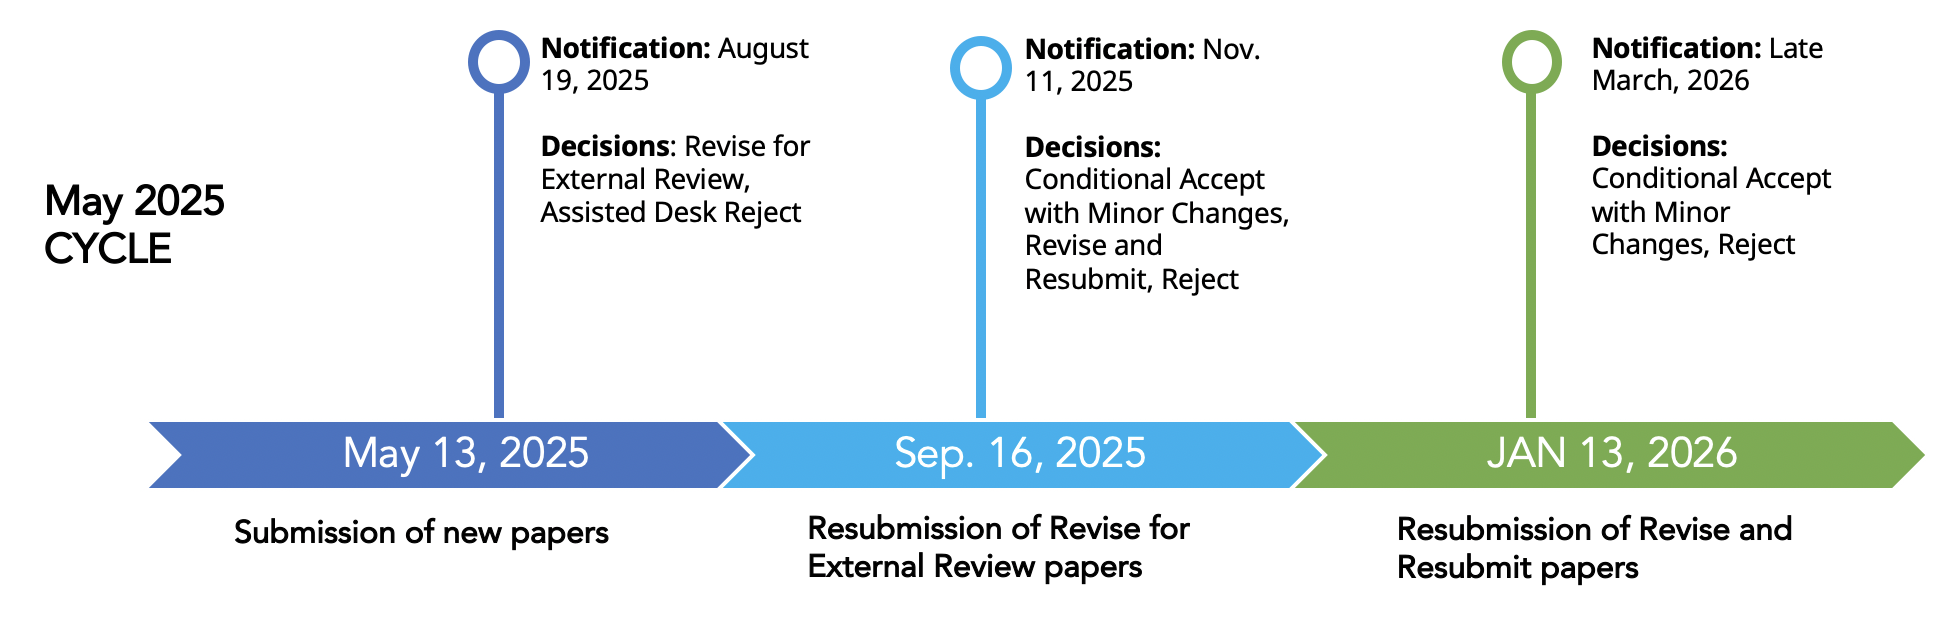 May 2025
CYCLE
Notification: August
19, 2025
Decisions: Revise for
External Review,
Assisted Desk Reject
Notification: Nov.
11, 2025
Decisions:
Conditional Accept
with Minor Changes,
Revise and
Resubmit, Reject
Notification: Late
March, 2026
Decisions:
Conditional Accept
with Minor
Changes, Reject
May 13, 2025
Sep. 16, 2025
JAN 13, 2026
Submission of new papers
Resubmission of Revise for
External Review papers
Resubmission of Revise and
Resubmit papers